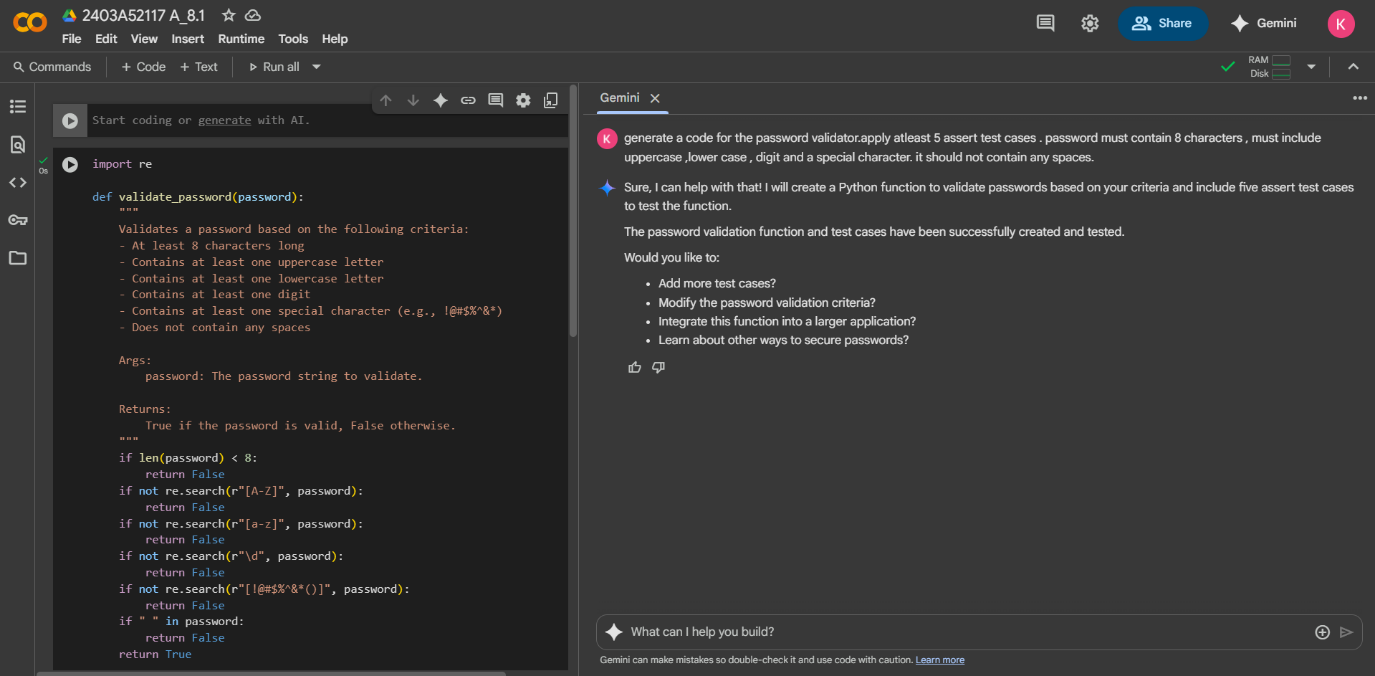 2403A52117 A_8.1
File Edit View Insert Runtime Tools Help
Share
Gemini
K
Commands + Code + Text Run all
RAM
Disk
Start coding or generate with AI.
0s
import re
def validate_password(password):
"""
Validates a password based on the following criteria:
- At least 8 characters long
- Contains at least one uppercase letter
- Contains at least one lowercase letter
- Contains at least one digit
- Contains at least one special character (e.g., !@#$%^&*)
- Does not contain any spaces
Args:
password: The password string to validate.
Returns:
True if the password is valid, False otherwise.
"""
if len(password) < 8:
return False
if not re.search(r"[A-Z]", password):
return False
if not re.search(r"[a-z]", password):
return False
if not re.search(r"\d", password):
return False
if not re.search(r"[!@#$%^&*()]", password):
return False
if " " in password:
return False
return True
Gemini
K
generate a code for the password validator.apply atleast 5 assert test cases . password must contain 8 characters , must include
uppercase ,lower case , digit and a special character. it should not contain any spaces.
Sure, I can help with that! I will create a Python function to validate passwords based on your criteria and include five assert test cases
to test the function.
The password validation function and test cases have been successfully created and tested.
Would you like to:
• Add more test cases?
• Modify the password validation criteria?
• Integrate this function into a larger application?
• Learn about other ways to secure passwords?
What can I help you build?
Gemini can make mistakes so double-check it and use code with caution. Learn more